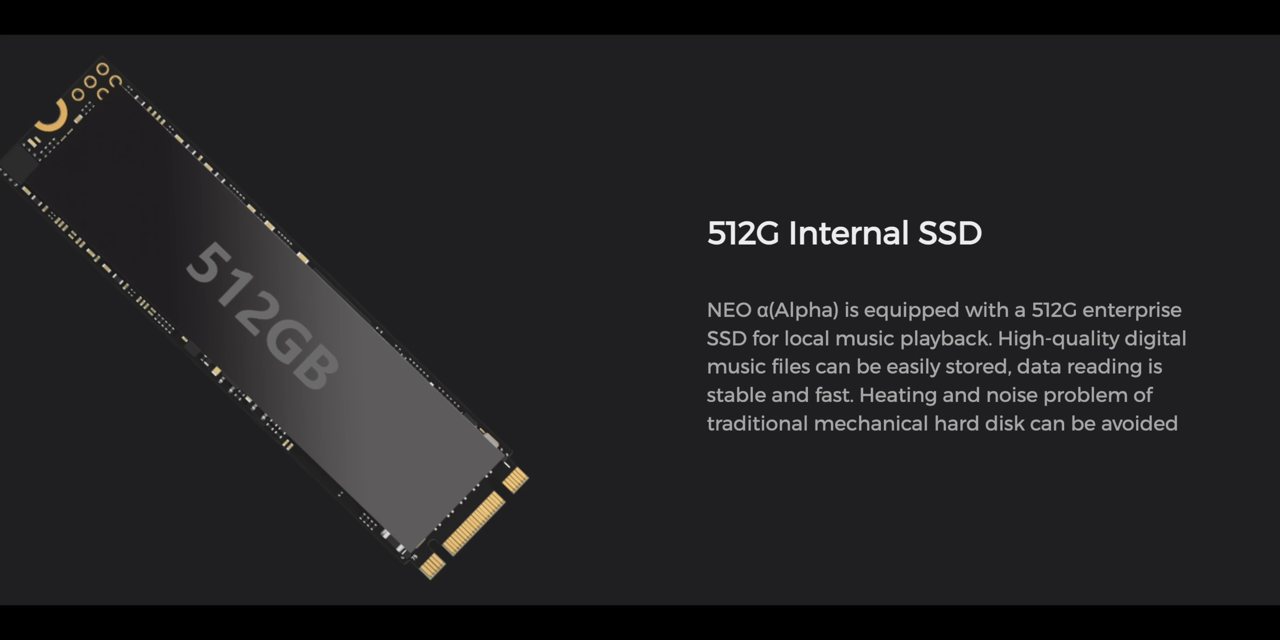 512GB
512G Internal SSD
NEO α(Alpha) is equipped with a 512G enterprise
SSD for local music playback. High-quality digital
music files can be easily stored, data reading is
stable and fast. Heating and noise problem of
traditional mechanical hard disk can be avoided